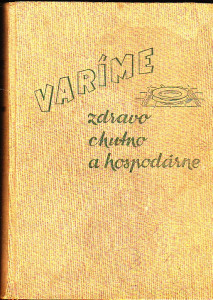 VARÍME
zdravo
chutno
a hospodárne